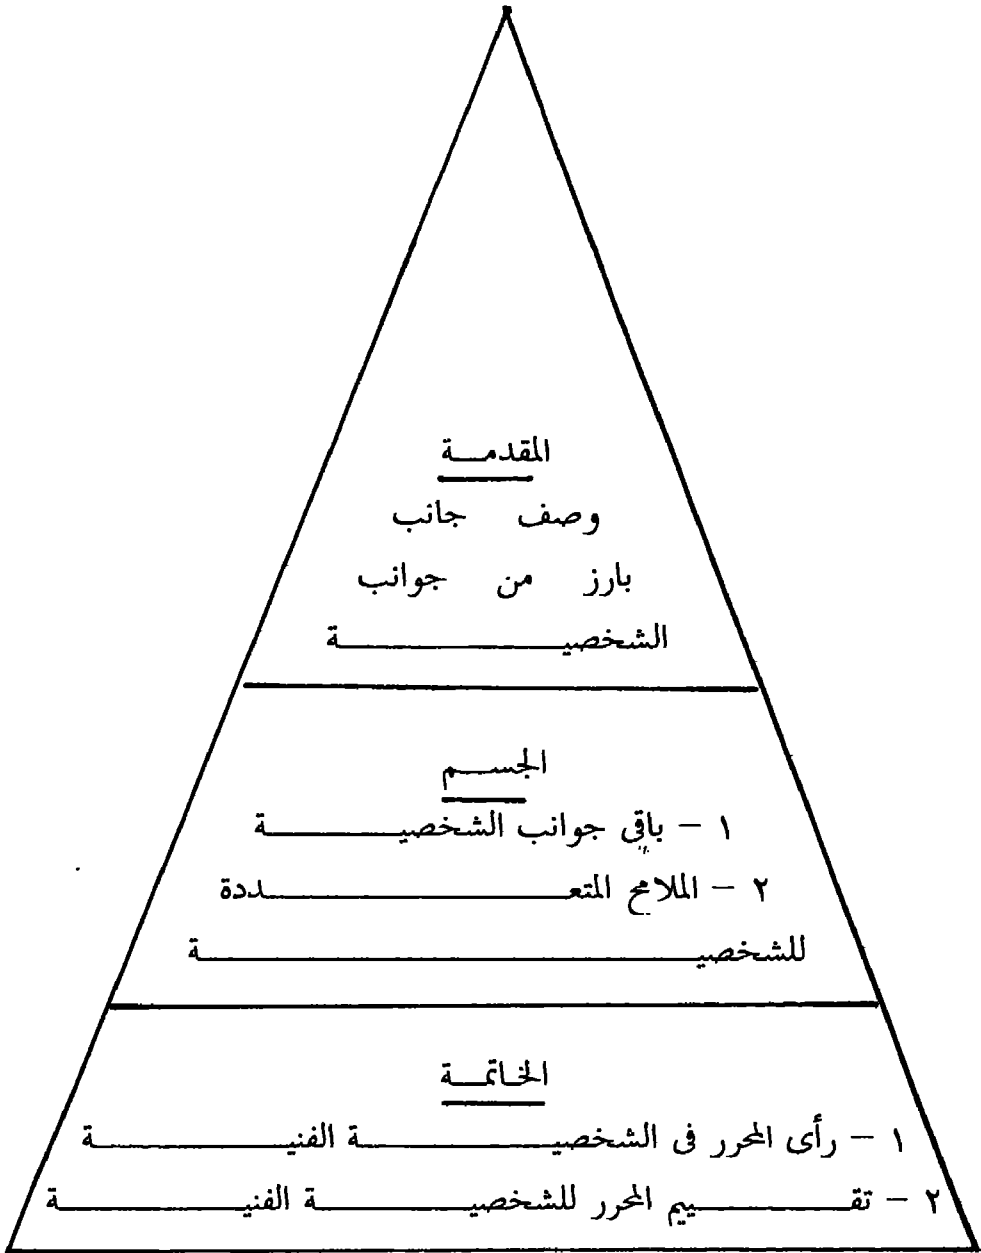 المقدمة
وصف جانب
بارز من جوانب
الشخصية
الجسم
١ – باقى جوانب الشخصية
٢ – الملامح المتعددة
للشخصية
الخاتمة
١ – رأى المحرر فى الشخصية الفنية
٢ – تقييم المحرر للشخصية الفنية